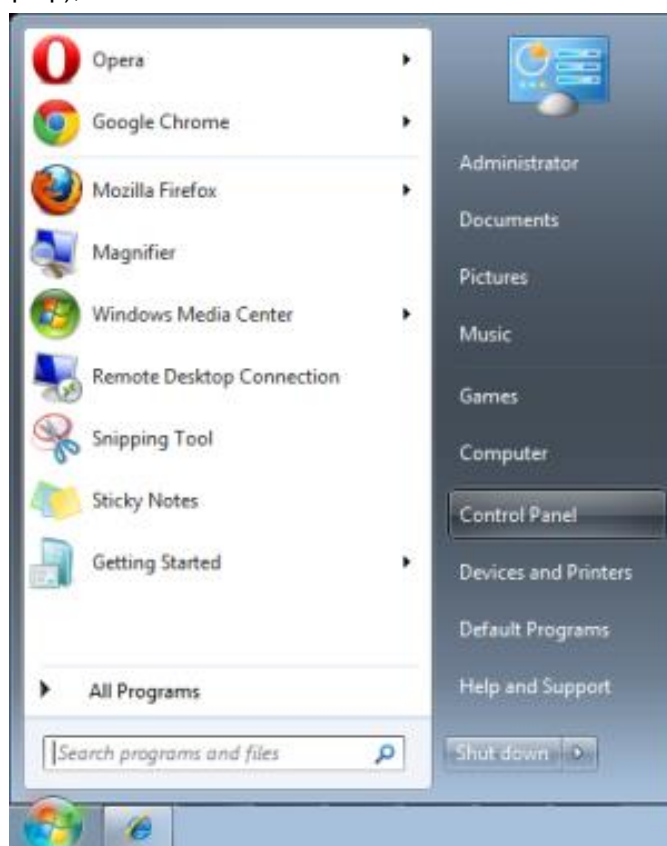 Opera
Google Chrome
Mozilla Firefox
Magnifier
Windows Media Center
Remote Desktop Connection
Snipping Tool
Sticky Notes
Getting Started
All Programs
Search programs and files
Administrator
Documents
Pictures
Music
Games
Computer
Control Panel
Devices and Printers
Default Programs
Help and Support
Shut down